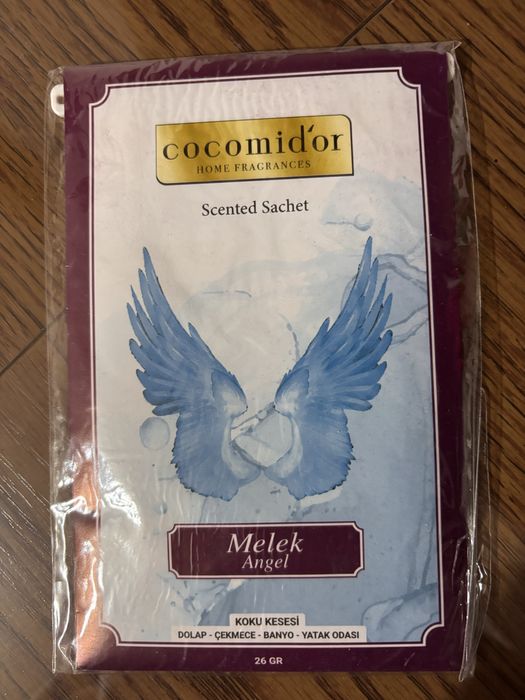 cocomid'or
HOME FRAGRANCES
Scented Sachet
Melek
Angel
KOKU KESESİ
DOLAP - ÇEKMECE - BANYO - YATAK ODASI
26 GR